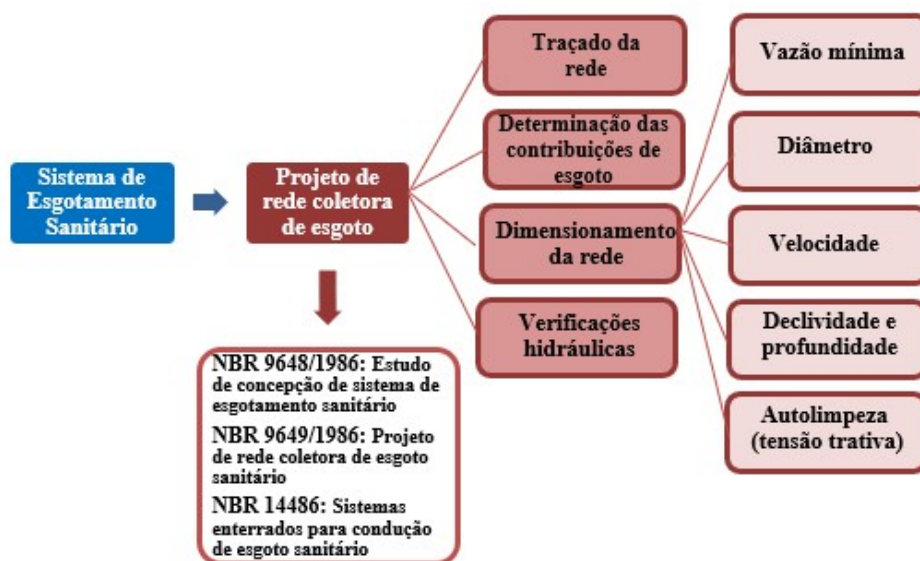 Sistema de
Esgotamento
Sanitário
Projeto de
rede coletora
de esgoto
NBR 9648/1986: Estudo
de concepção de sistema de
esgotamento sanitário
NBR 9649/1986: Projeto
de rede coletora de esgoto
sanitário
NBR 14486: Sistemas
enterrados para condução
de esgoto sanitário
Traçado da
rede
Determinação das
contribuições de
esgoto
Dimensionamento
da rede
Verificações
hidráulicas
Vazão mínima
Diâmetro
Velocidade
Declividade e
profundidade
Autolimpeza
(tensão trativa)